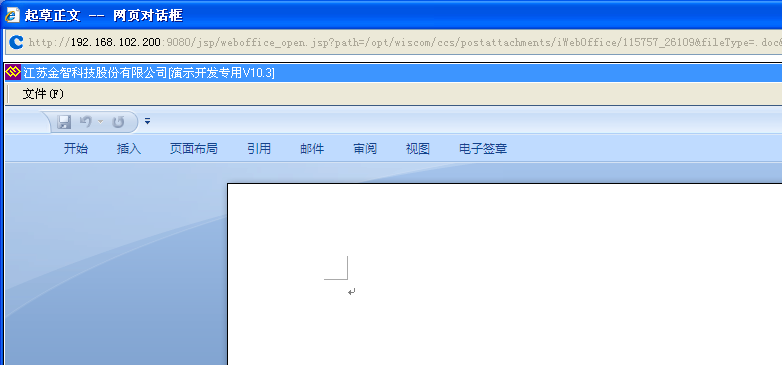 起草正文 -- 网页对话框
http://192.168.102.200:9080/jsp/weboffice_open.jsp?path=/opt/wiscom/ccs/postattachments/iWebOffice/115757_26109&fileType=.doc&
江苏金智科技股份有限公司[演示开发专用V10.3]
文件(F)
开始 插入 页面布局 引用 邮件 审阅 视图 电子签章